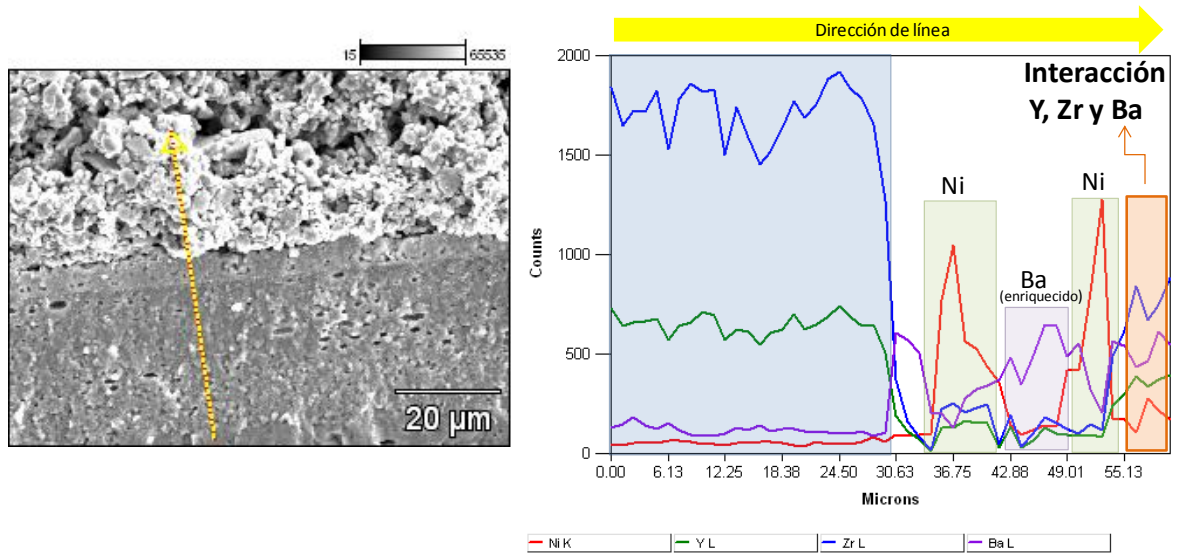 15 65535
20 µm
Dirección de línea
2000
1500
1000
500
0
Counts
Interacción
Y, Zr y Ba
Ni
Ni
Ba
(enriquecido)
0.00 6.13 12.25 18.38 24.50 30.63 36.75 42.88 49.01 55.13
Microns
Ni K Y L Zr L Ba L